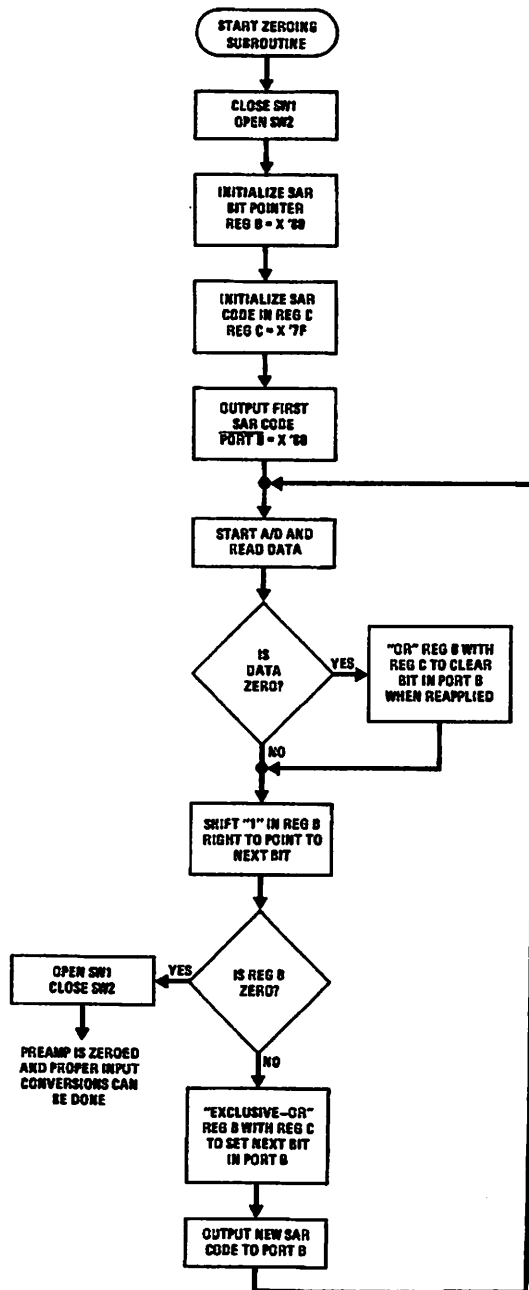 START ZEROING
SUBROUTINE
CLOSE SW1
OPEN SW2
INITIALIZE SAR
BIT POINTER
REG B = X '80
INITIALIZE SAR
CODE IN REG C
REG C = X '7F
OUTPUT FIRST
SAR CODE
PORT B = X '80
START A/D AND
READ DATA
IS
DATA
ZERO?
YES
"OR" REG B WITH
REG C TO CLEAR
BIT IN PORT B
WHEN REAPPLIED
NO
SHIFT "1" IN REG B
RIGHT TO POINT TO
NEXT BIT
IS REG B
ZERO?
YES
OPEN SW1
CLOSE SW2
PREAMP IS ZEROED
AND PROPER INPUT
CONVERSIONS CAN
BE DONE
NO
"EXCLUSIVE-OR"
REG B WITH REG C
TO SET NEXT BIT
IN PORT B
OUTPUT NEW SAR
CODE TO PORT B